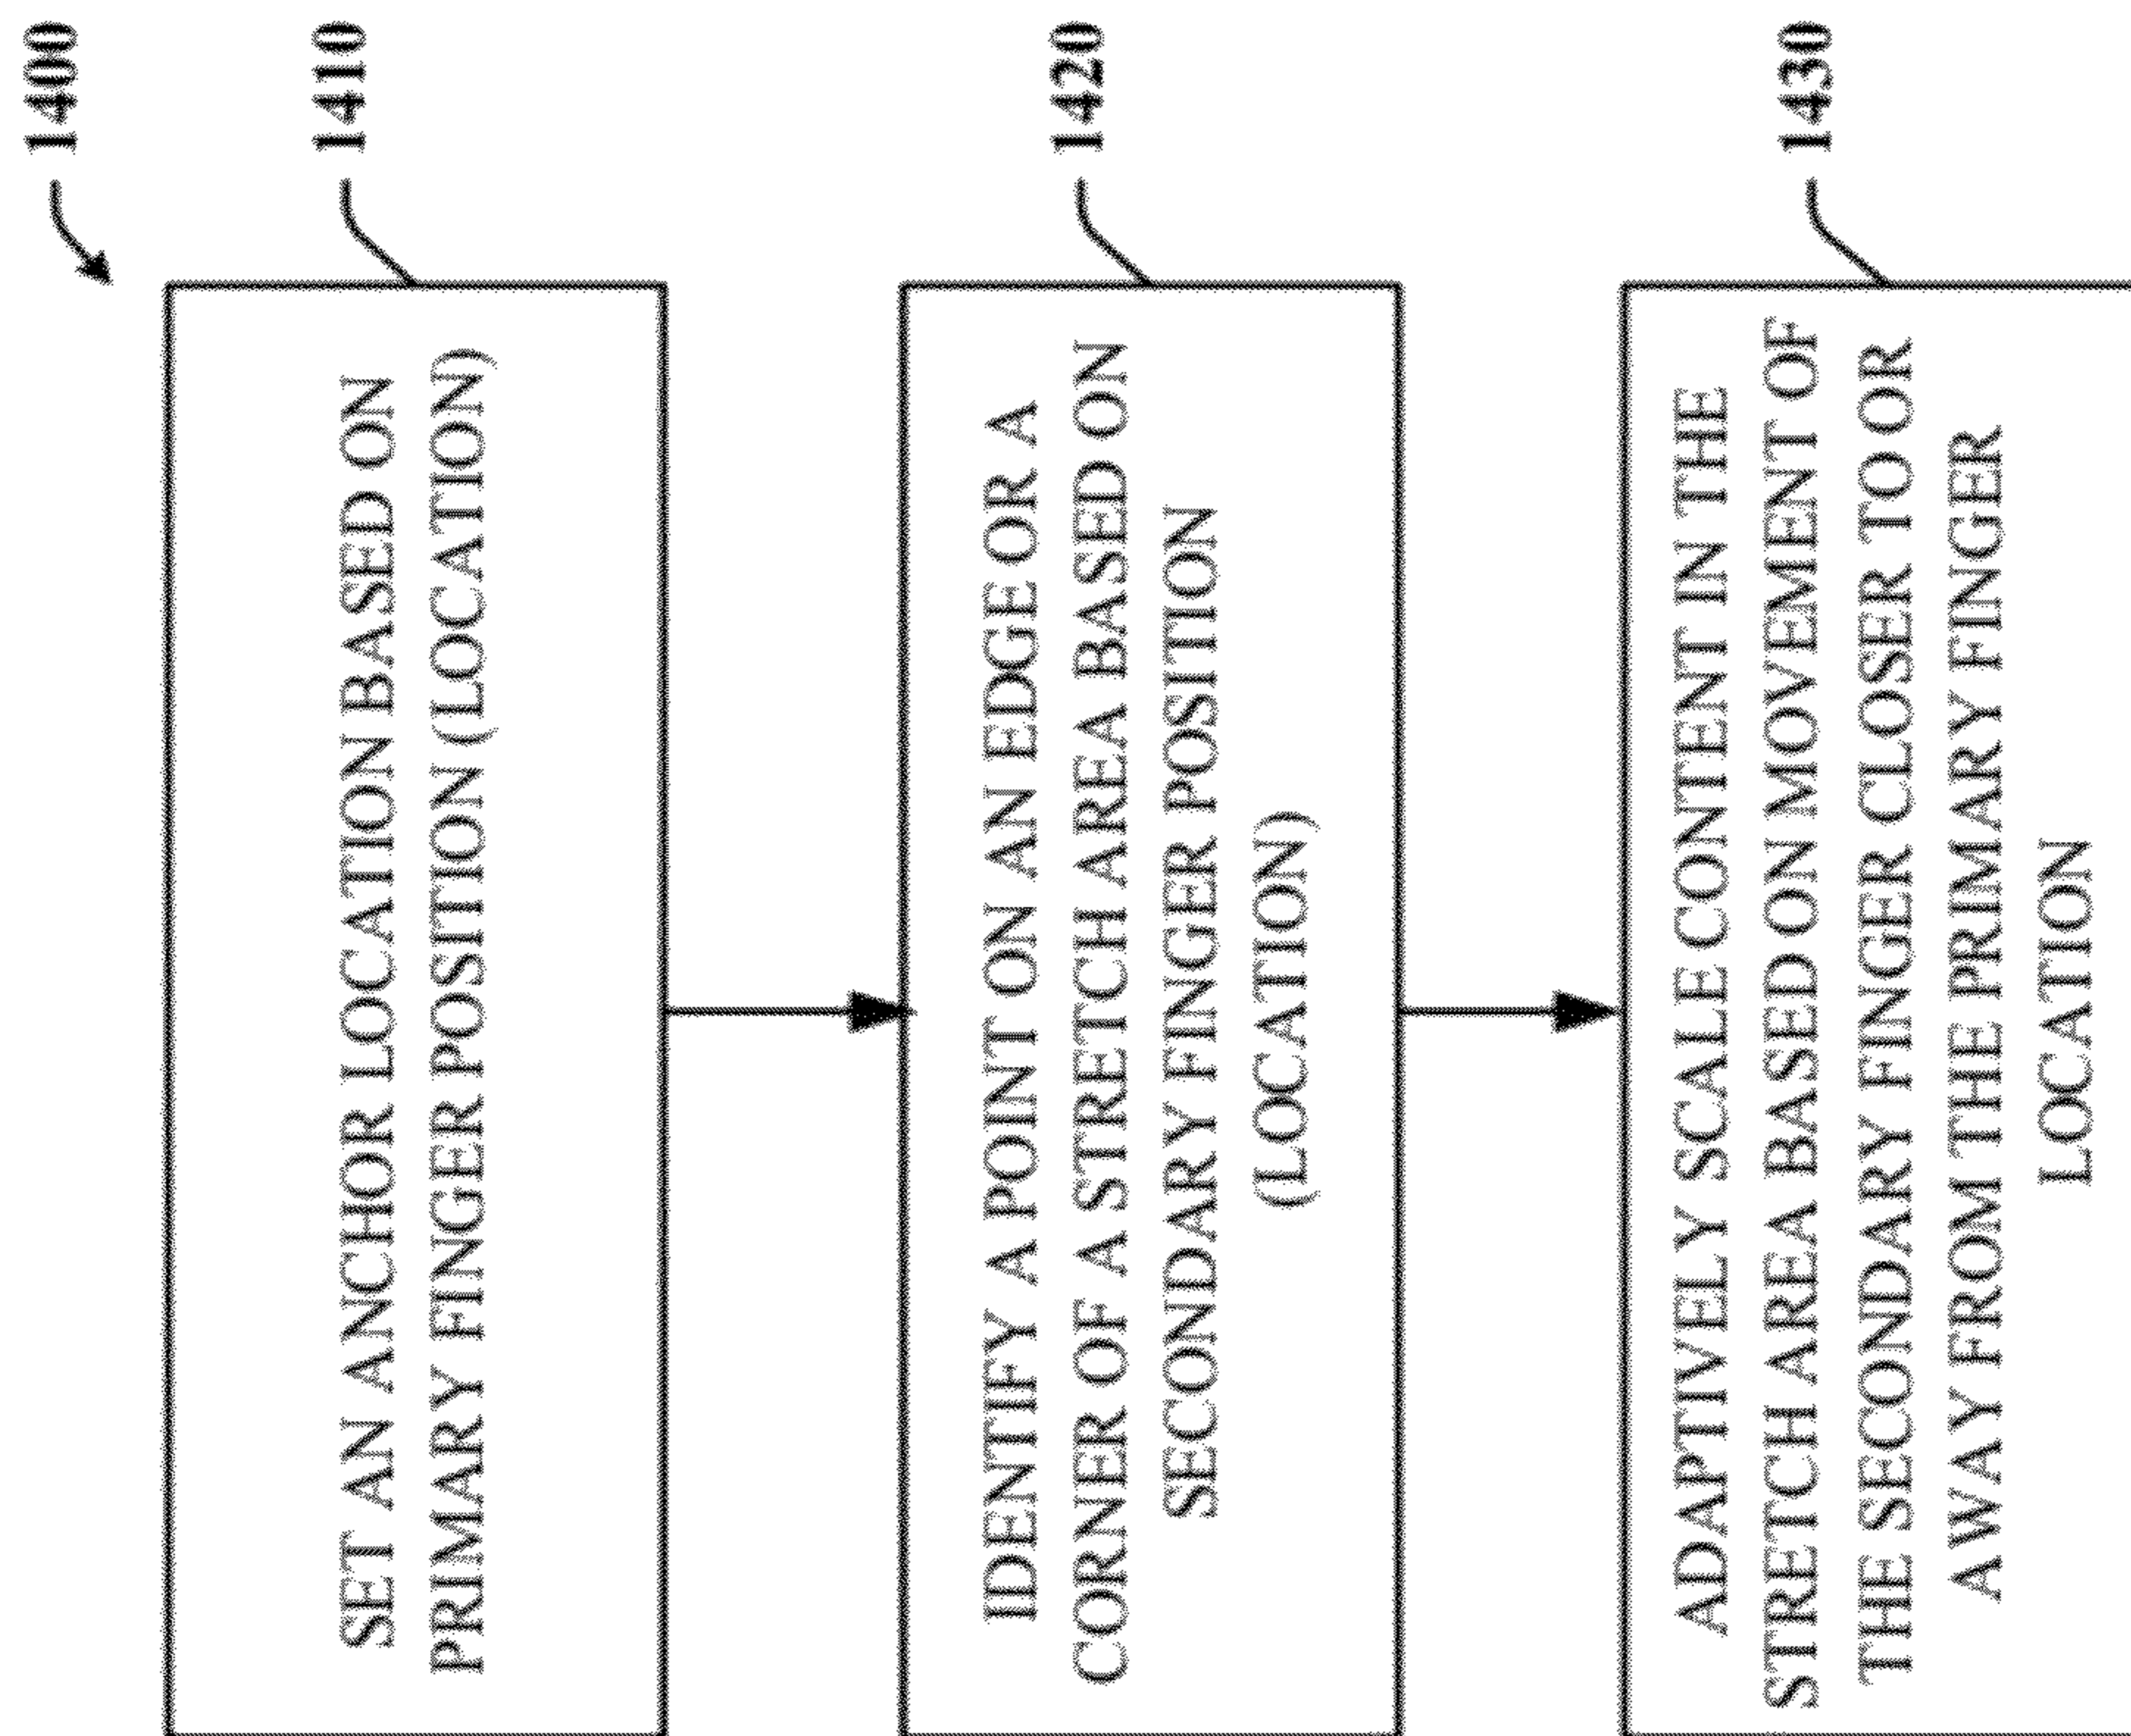 1400
SET AN ANCHOR LOCATION BASED ON
PRIMARY FINGER POSITION (LOCATION)
1410
IDENTIFY A POINT ON AN EDGE OR A
CORNER OF A STRETCH AREA BASED ON
SECONDARY FINGER POSITION
(LOCATION)
1420
ADAPTIVELY SCALE CONTENT IN THE
STRETCH AREA BASED ON MOVEMENT OF
THE SECONDARY FINGER CLOSER TO OR
AWAY FROM THE PRIMARY FINGER
LOCATION
1430